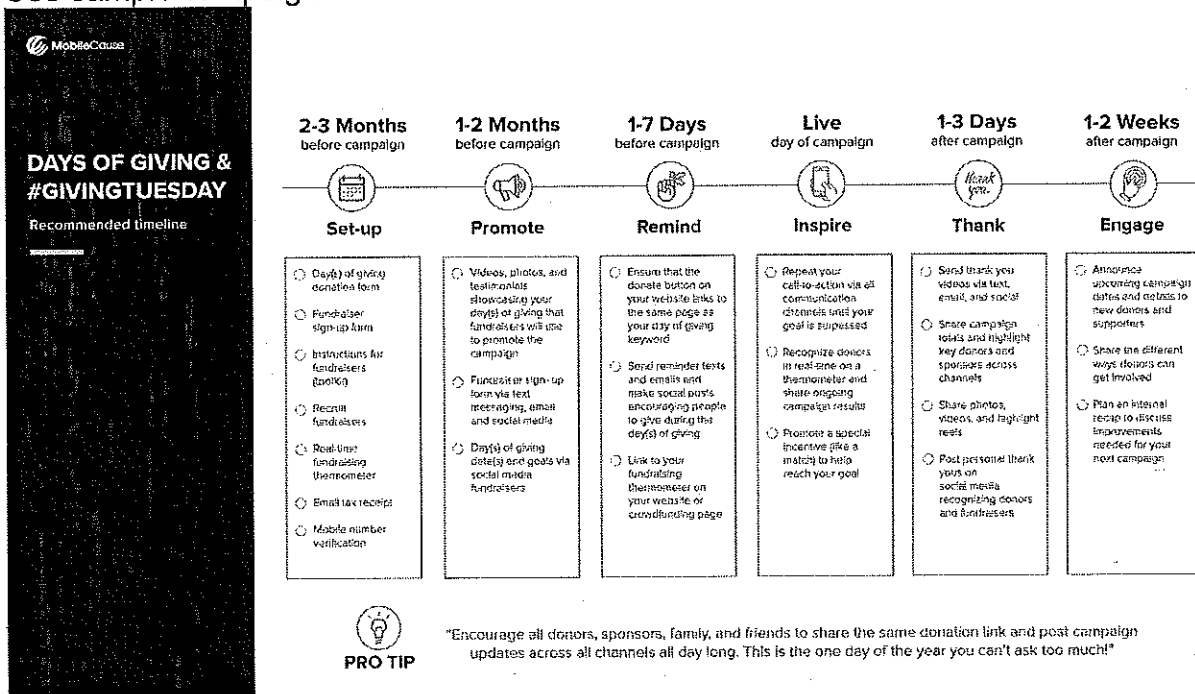 MobileCause
DAYS OF GIVING &
#GIVINGTUESDAY
Recommended timeline
2-3 Months
before campaign
Set-up
Day(s) of giving
donation form
Fundraiser
sign-up form
Instructions for
fundraisers
Recruit
fundraisers
Real-time
fundraising
thermometer
Email tax receipt
Mobile number
verification
1-2 Months
before campaign
Promote
Videos, photos, and
testimonials
showcasing your
day(s) of giving that
fundraisers will use
to promote the
campaign
Fundraiser sign-up
form via text
messaging, email
and social media
Day(s) of giving
date(s) and goals via
social media
fundraisers
1-7 Days
before campaign
Remind
Ensure that the
donate button on
your website links to
the same page as
your day of giving
keyword
Send reminder texts
and emails and
make social posts
encouraging people
to give during the
day(s) of giving
Link to your
fundraising
thermometer on
your website or
crowdfunding page
Live
day of campaign
Inspire
Repeat your
call-to-action via all
communication
channels until your
goal is surpassed
Recognize donors
in real-time on a
thermometer and
share ongoing
campaign results
Promote a special
incentive (like a
match) to help
reach your goal
1-3 Days
after campaign
thank
you.
Thank
Send thank you
videos via text,
email, and social
Share campaign
totals and highlight
key donors and
sponsors across
channels
Share photos,
videos, and highlight
reels
Post personal thank
yous on
social media
recognizing donors
and fundraisers
1-2 Weeks
after campaign
Engage
Announce
upcoming campaign
dates and details to
new donors and
supporters
Share the different
ways donors can
get involved
Plan an internal
recap to discuss
improvements
needed for your
next campaign
PRO TIP
"Encourage all donors, sponsors, family, and friends to share the same donation link and post campaign
updates across all channels all day long. This is the one day of the year you can't ask too much!"